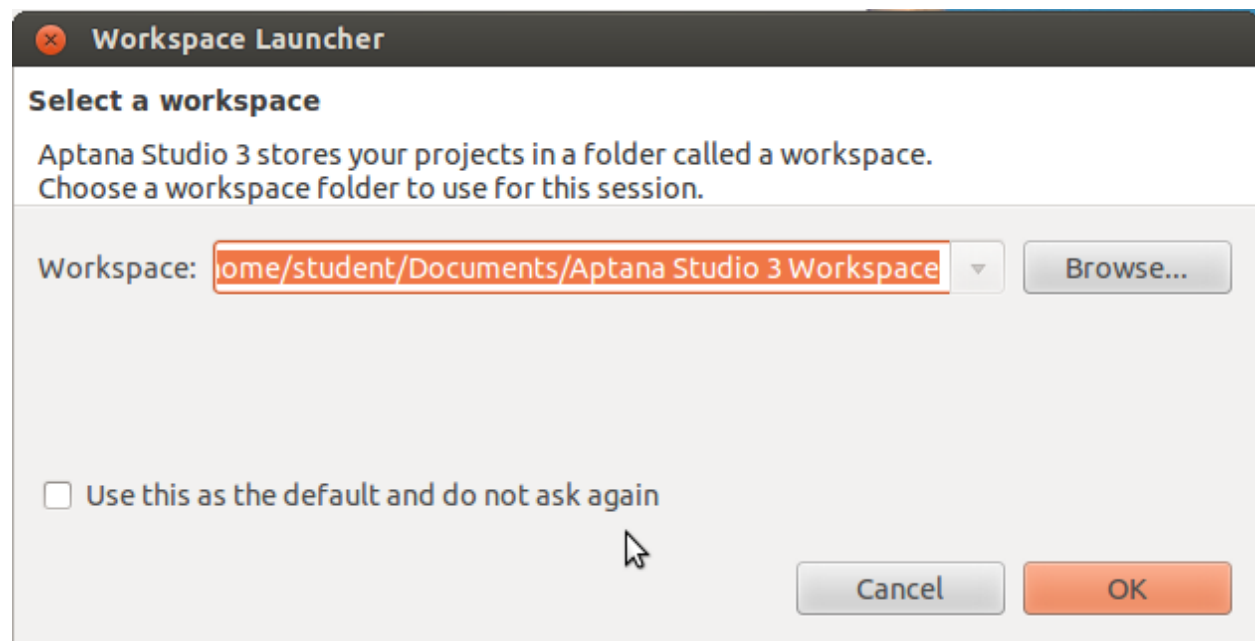 Workspace Launcher
Select a workspace
Aptana Studio 3 stores your projects in a folder called a workspace.
Choose a workspace folder to use for this session.
Workspace: ome/student/Documents/Aptana Studio 3 Workspace Browse...
Use this as the default and do not ask again
Cancel OK